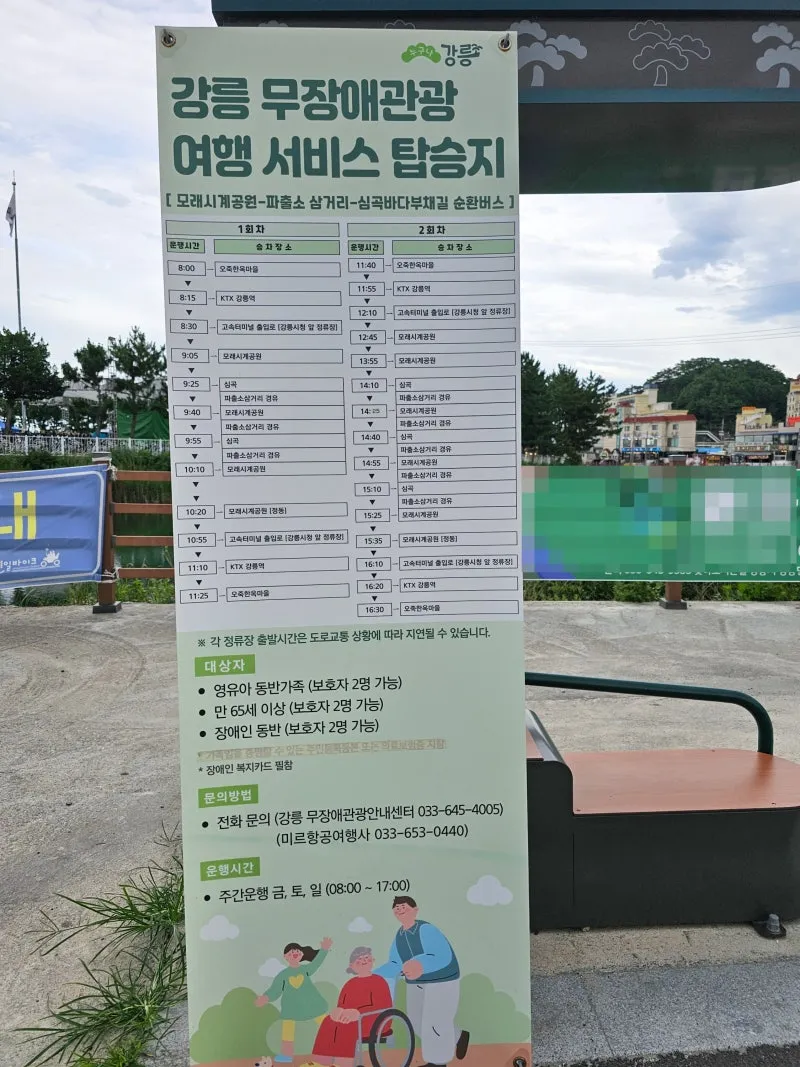 누구나 강릉
강릉 무장애관광
여행 서비스 탑승지
[ 모래시계공원-파출소 삼거리-심곡바다부채길 순환버스 ]
1회차
운행시간 승차장소
8:00 오죽한옥마을
8:15 KTX 강릉역
8:30 고속터미널 출입로 [강릉시청 앞 정류장]
9:05 모래시계공원
9:25 심곡
파출소삼거리 경유
9:40 모래시계공원
파출소삼거리 경유
9:55 심곡
파출소삼거리 경유
10:10 모래시계공원
10:20 모래시계공원 [정동]
10:55 고속터미널 출입로 [강릉시청 앞 정류장]
11:10 KTX 강릉역
11:25 오죽한옥마을
2회차
운행시간 승차장소
11:40 오죽한옥마을
11:55 KTX 강릉역
12:10 고속터미널 출입로 [강릉시청 앞 정류장]
12:45 모래시계공원
13:55 모래시계공원
14:10 심곡
파출소삼거리 경유
14:25 모래시계공원
파출소삼거리 경유
14:40 심곡
파출소삼거리 경유
14:55 모래시계공원
파출소삼거리 경유
15:10 심곡
파출소삼거리 경유
15:25 모래시계공원
15:35 모래시계공원 [정동]
16:10 고속터미널 출입로 [강릉시청 앞 정류장]
16:20 KTX 강릉역
16:30 오죽한옥마을
※ 각 정류장 출발시간은 도로교통 상황에 따라 지연될 수 있습니다.
대상자
• 영유아 동반가족 (보호자 2명 가능)
• 만 65세 이상 (보호자 2명 가능)
• 장애인 동반 (보호자 2명 가능)
* 장애인 복지카드 필참
문의방법
• 전화 문의 (강릉 무장애관광안내센터 033-645-4005)
(미르항공여행사 033-653-0440)
운행시간
• 주간운행 금, 토, 일 (08:00 ~ 17:00)
내